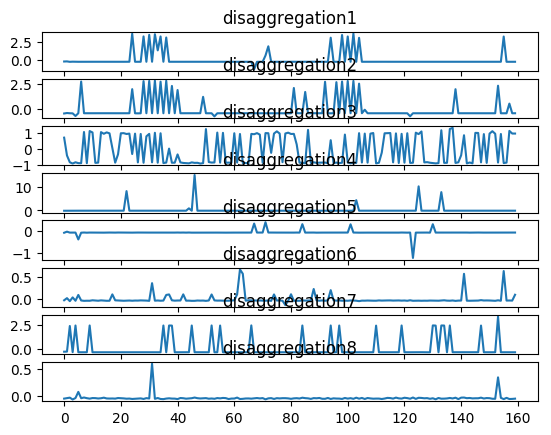 disaggregation1
2.5
0.0
disaggregation2
2.5
0.0
disaggregation3
1
0
−1
disaggregation4
10
0
disaggregation5
0
−1
disaggregation6
0.5
0.0
disaggregation7
2.5
0.0
disaggregation8
0.5
0.0
0 20 40 60 80 100 120 140 160